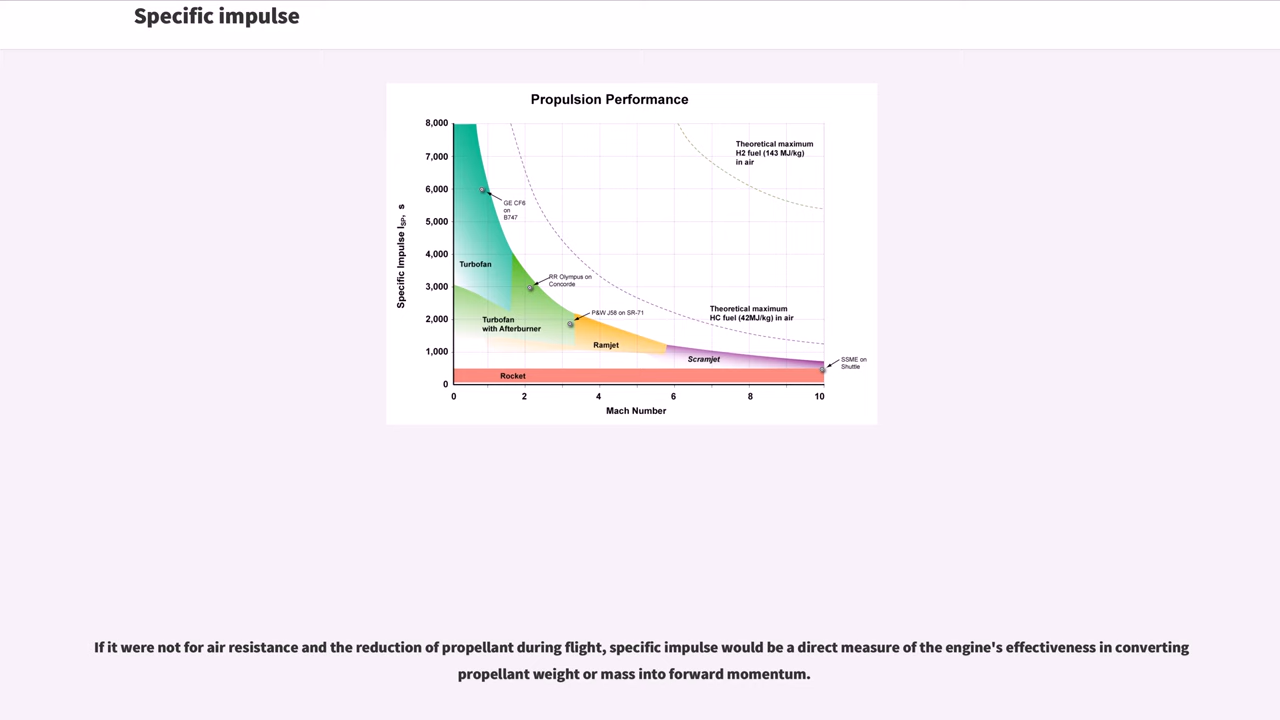 Specific impulse
Propulsion Performance
8,000
7,000
6,000
5,000
4,000
3,000
2,000
1,000
0
Specific Impulse ISP, s
Theoretical maximum
H2 fuel (143 MJ/kg)
in air
GE CF6
on
B747
Turbofan
RR Olympus on
Concorde
P&W J58 on SR-71
Theoretical maximum
HC fuel (42MJ/kg) in air
Turbofan
with Afterburner
Ramjet
Scramjet
SSME on
Shuttle
Rocket
0 2 4 6 8 10
Mach Number
If it were not for air resistance and the reduction of propellant during flight, specific impulse would be a direct measure of the engine's effectiveness in converting
propellant weight or mass into forward momentum.